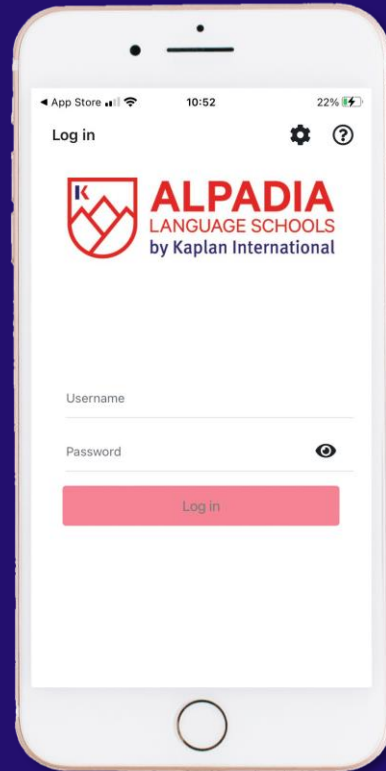 ◀ App Store 10:52 22%
Log in
K
ALPADIA
LANGUAGE SCHOOLS
by Kaplan International
Username
Password
Log in